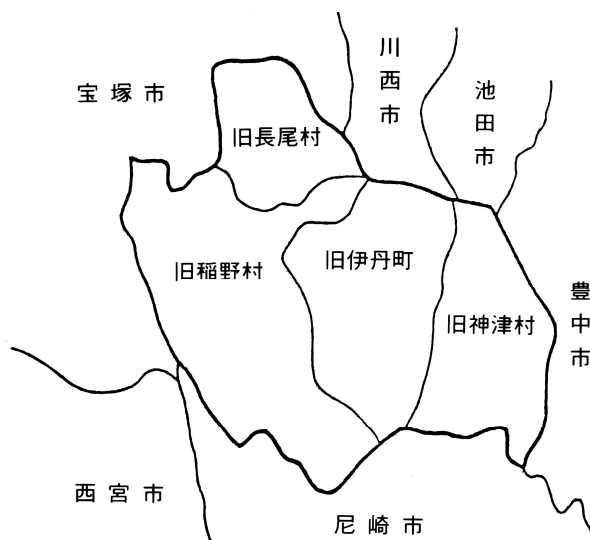 宝塚市
川西市
池田市
旧長尾村
旧稲野村
旧伊丹町
旧神津村
豊中市
西宮市
尼崎市